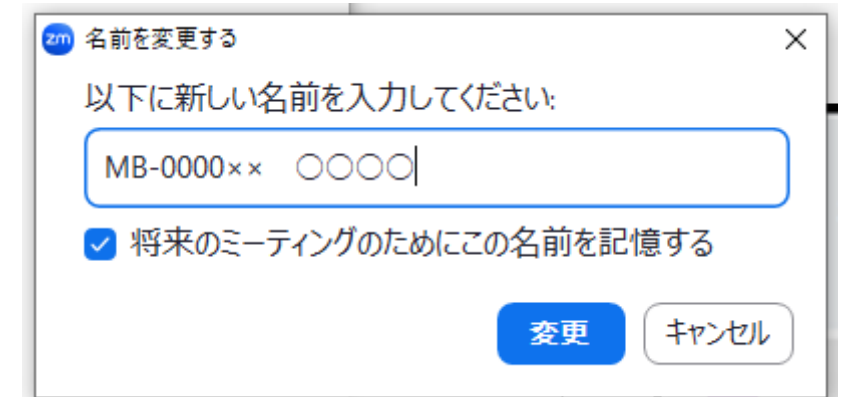 zm 名前を変更する
以下に新しい名前を入力してください:
MB-0000×× ○○○○
将来のミーティングのためにこの名前を記憶する
変更 キャンセル